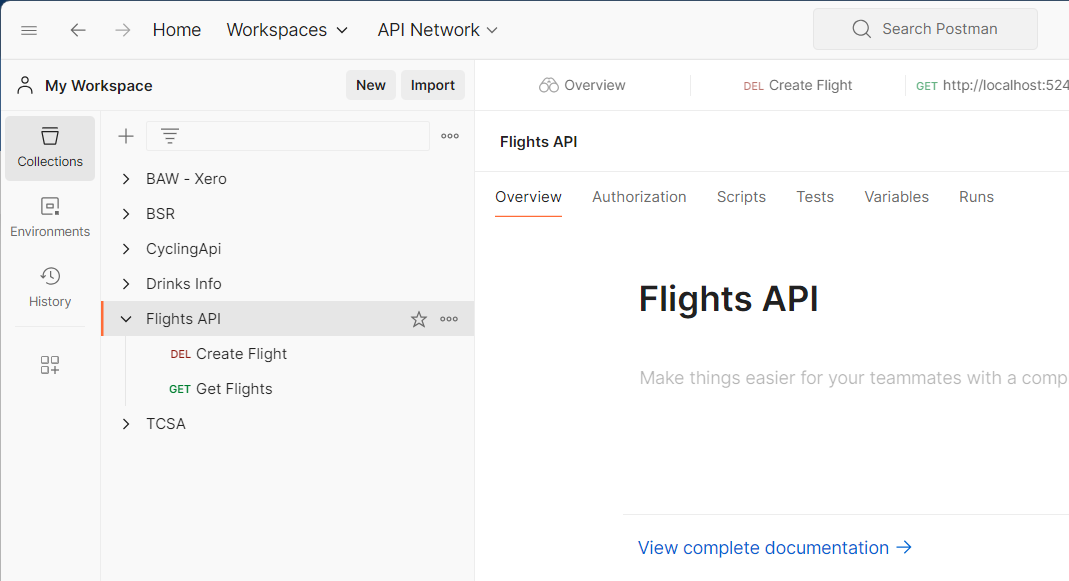 Home Workspaces API Network Search Postman
My Workspace New Import
Overview DEL Create Flight GET http://localhost:524
Collections
Environments
History
BAW - Xero
BSR
CyclingApi
Drinks Info
Flights API
DEL Create Flight
GET Get Flights
TCSA
Flights API
Overview Authorization Scripts Tests Variables Runs
Flights API
Make things easier for your teammates with a comp
View complete documentation →